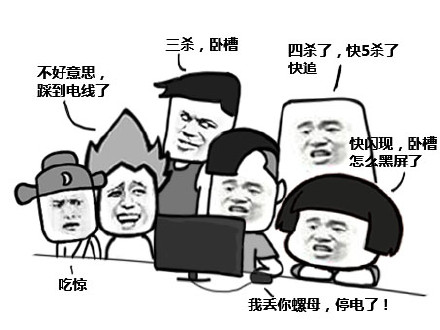 三杀，卧槽
四杀了，快5杀了
快追
不好意思，
踩到电线了
快闪现，卧槽
怎么黑屏了
吃惊
我丢你螺母，停电了！